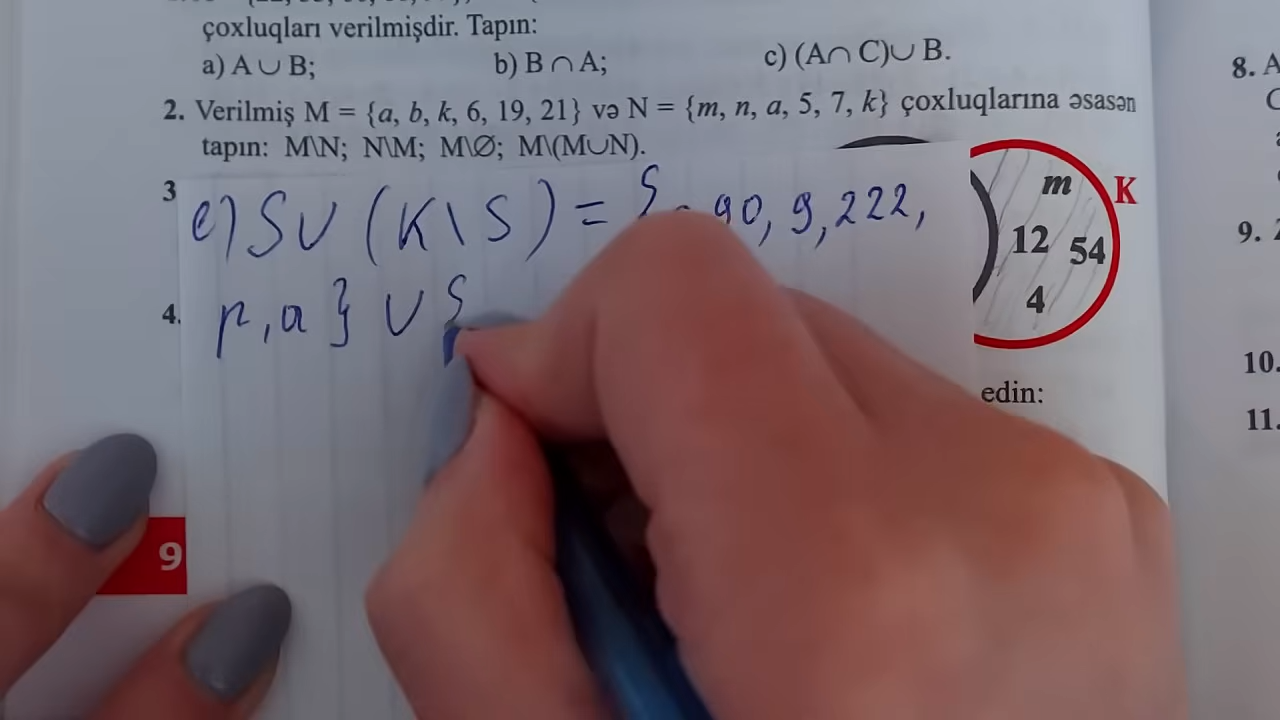 çoxluqları verilmişdir. Tapın:
a) A∪B; b) B∩A; c) (A∩C)∪B.
2. Verilmiş M = {a, b, k, 6, 19, 21} və N = {m, n, a, 5, 7, k} çoxluqlarına əsasən
tapın: M\N; N\M; M\Ø; M\(M∪N).
3
e) S∪(K\S) = { 90, 9, 222,
p, a} ∪ {
4.
m
K
12 54
4
edin:
9
8. A
9.
10.
11.